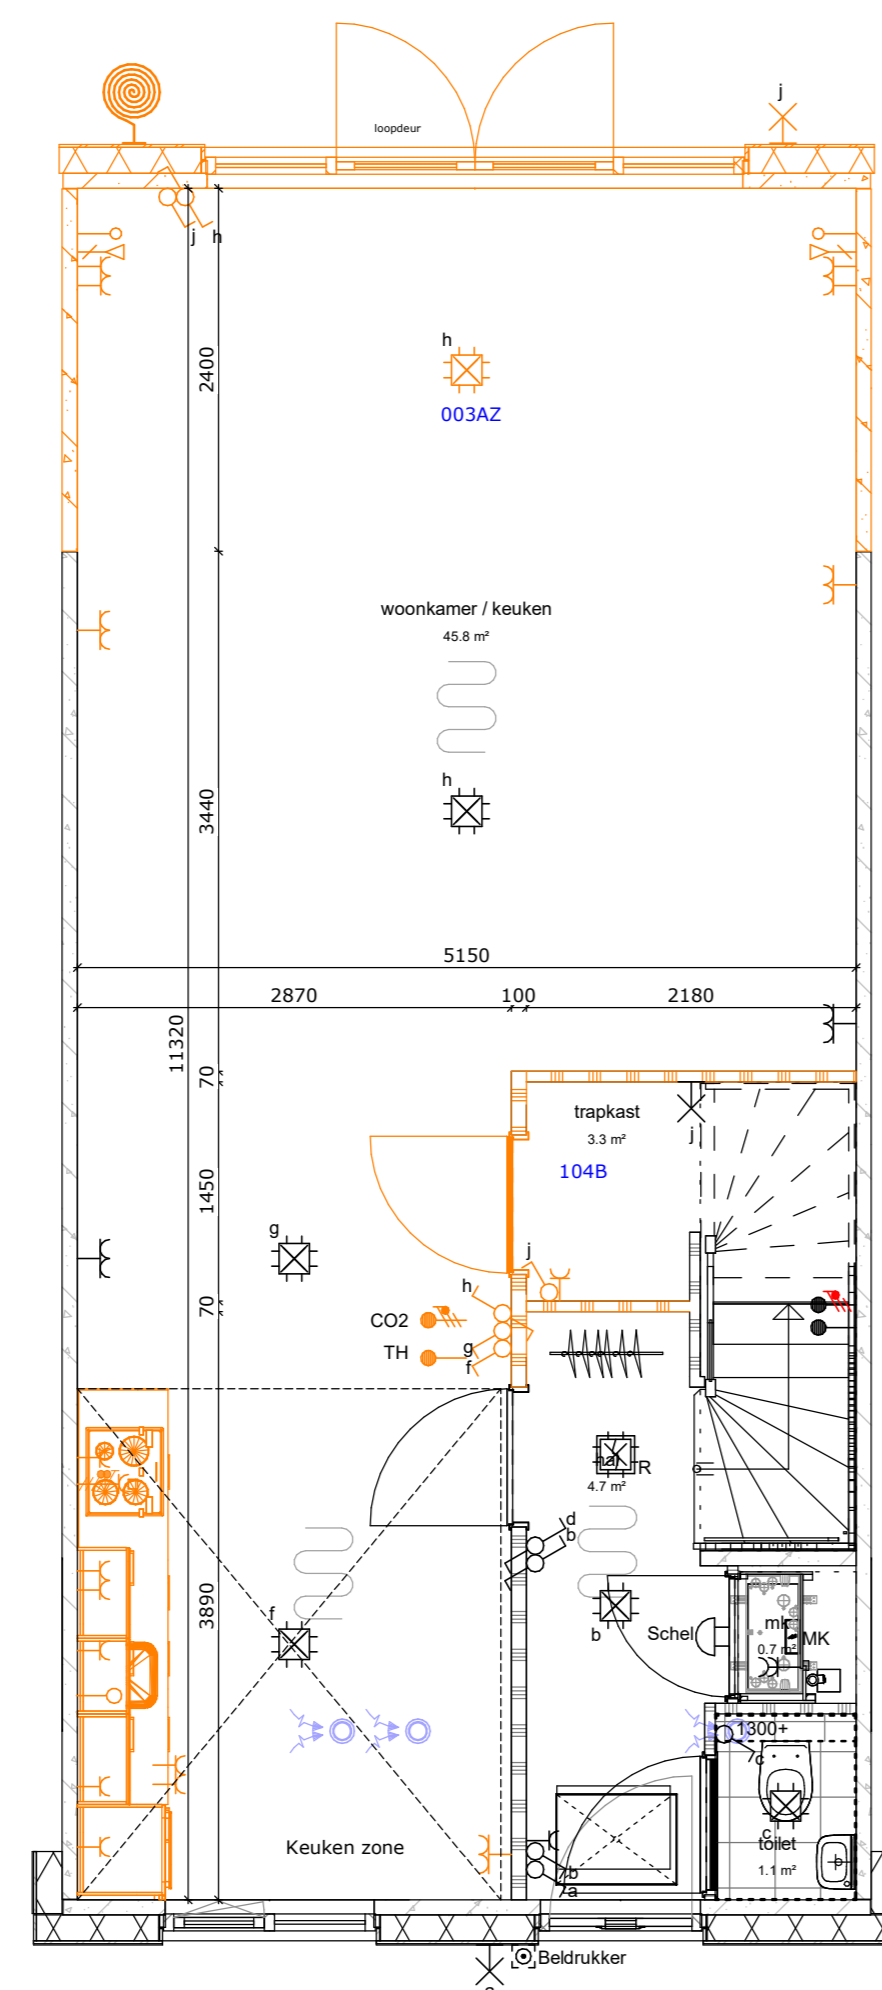 j
loopdeur
j h
h
003AZ
2400
woonkamer / keuken
45.8 m²
h
3440
5150
2870 100 2180
11320
70
trapkast
3.3 m²
j
104B
1450
g
j
h
70
CO2
g
TH
f
hal
R
4.7 m²
d
b
3890
f
b
Schel
mk
MK
0.7 m²
1300+
c
c
toilet
1.1 m²
Keuken zone
b
a
Beldrukker